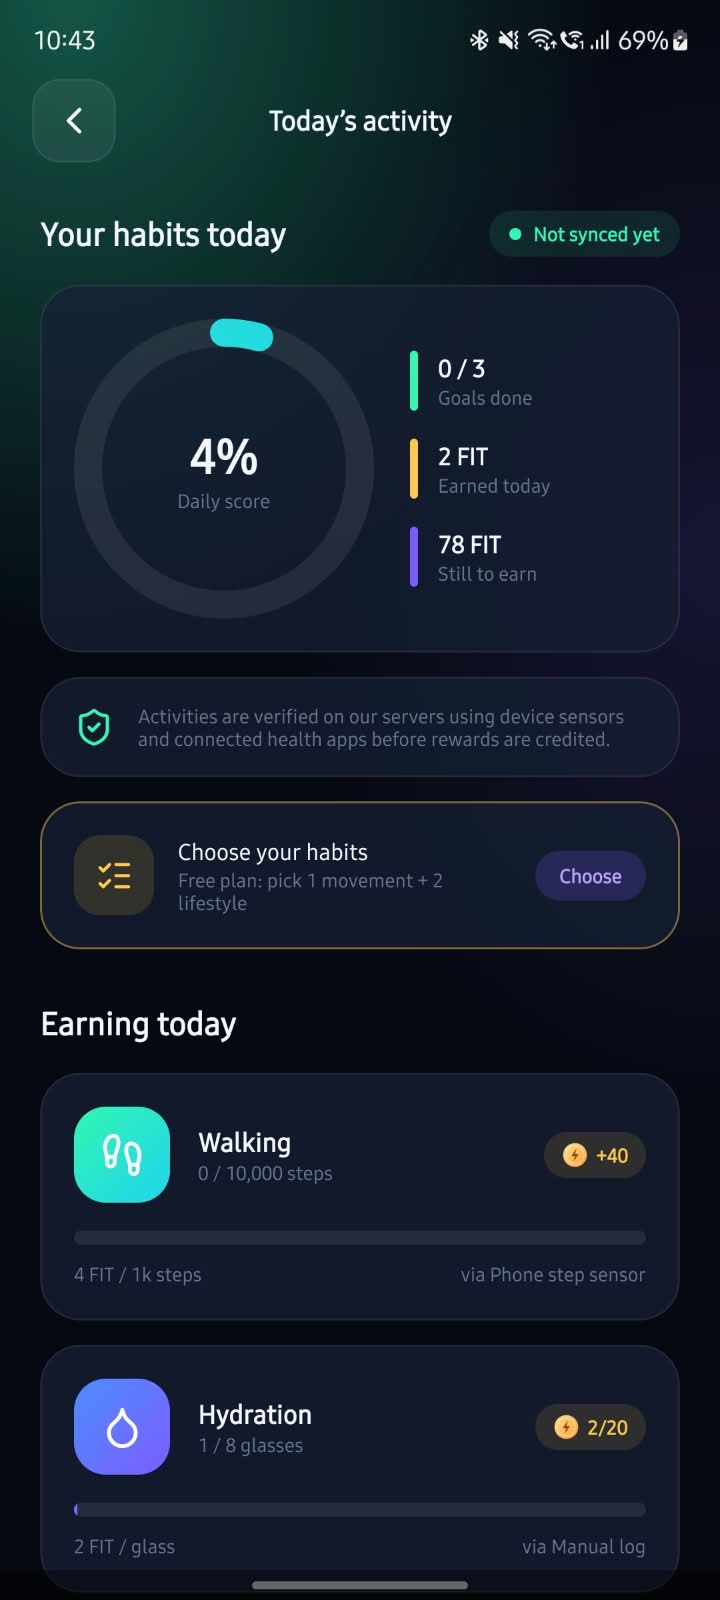 10:43
69%
Today's activity
Your habits today
Not synced yet
4%
Daily score
0 / 3
Goals done
2 FIT
Earned today
78 FIT
Still to earn
Activities are verified on our servers using device sensors
and connected health apps before rewards are credited.
Choose your habits
Free plan: pick 1 movement + 2
lifestyle
Choose
Earning today
Walking
0 / 10,000 steps
+40
4 FIT / 1k steps
via Phone step sensor
Hydration
1 / 8 glasses
2/20
2 FIT / glass
via Manual log